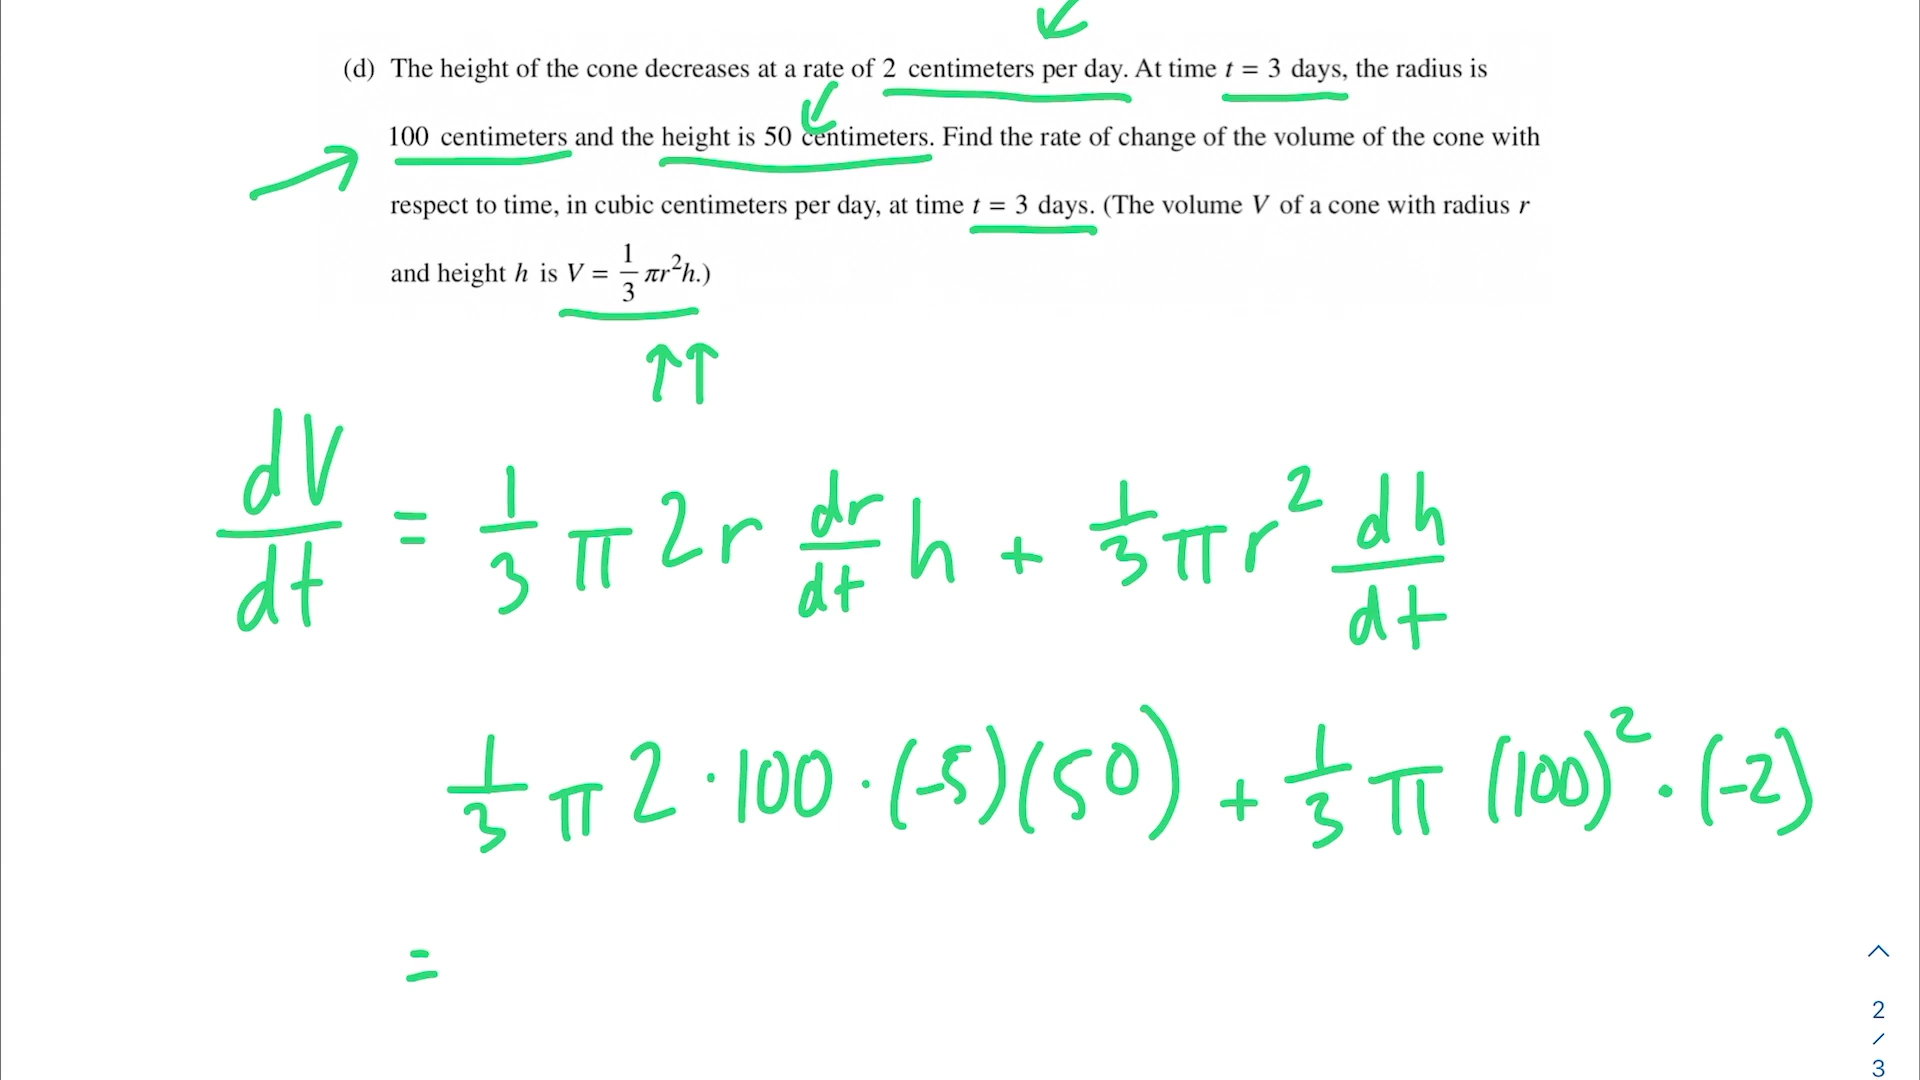 (d) The height of the cone decreases at a rate of 2 centimeters per day. At time t = 3 days, the radius is
100 centimeters and the height is 50 centimeters. Find the rate of change of the volume of the cone with
respect to time, in cubic centimeters per day, at time t = 3 days. (The volume V of a cone with radius r
and height h is V = 1/3 πr²h.)
dV/dt = 1/3 π 2r dr/dt h + 1/3 πr² dh/dt
1/3 π 2 · 100 · (-5)(50) + 1/3 π (100)² · (-2)
=
2
/
3